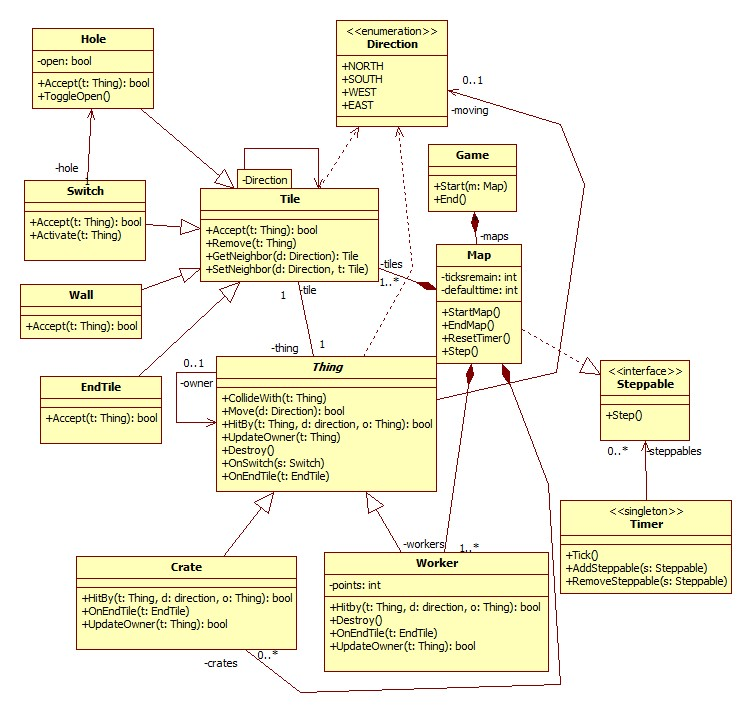 Hole
-open: bool
+Accept(t: Thing): bool
+ToggleOpen()
<<enumeration>>
Direction
+NORTH
+SOUTH
+WEST
+EAST
0..1
-moving
-hole
1
Switch
+Accept(t: Thing): bool
+Activate(t: Thing)
-Direction
Tile
+Accept(t: Thing): bool
+Remove(t: Thing)
+GetNeighbor(d: Direction): Tile
+SetNeighbor(d: Direction, t: Tile)
Game
+Start(m: Map)
+End()
-maps
Map
-ticksremain: int
-defaulttime: int
+StartMap()
+EndMap()
+ResetTimer()
+Step()
-tiles
1..*
Wall
+Accept(t: Thing): bool
1
-tile
1
-thing
EndTile
+Accept(t: Thing): bool
0..1
-owner
Thing
+CollideWith(t: Thing)
+Move(d: Direction): bool
+HitBy(t: Thing, d: direction, o: Thing): bool
+UpdateOwner(t: Thing)
+Destroy()
+OnSwitch(s: Switch)
+OnEndTile(t: EndTile)
<<interface>>
Steppable
+Step()
0..*
-steppables
<<singleton>>
Timer
+Tick()
+AddSteppable(s: Steppable)
+RemoveSteppable(s: Steppable)
Crate
+HitBy(t: Thing, d: direction, o: Thing): bool
+OnEndTile(t: EndTile)
+UpdateOwner(t: Thing): bool
-crates
0..*
-workers
1..*
Worker
-points: int
+Hitby(t: Thing, d: direction, o: Thing): bool
+Destroy()
+OnEndTile(t: EndTile)
+UpdateOwner(t: Thing): bool